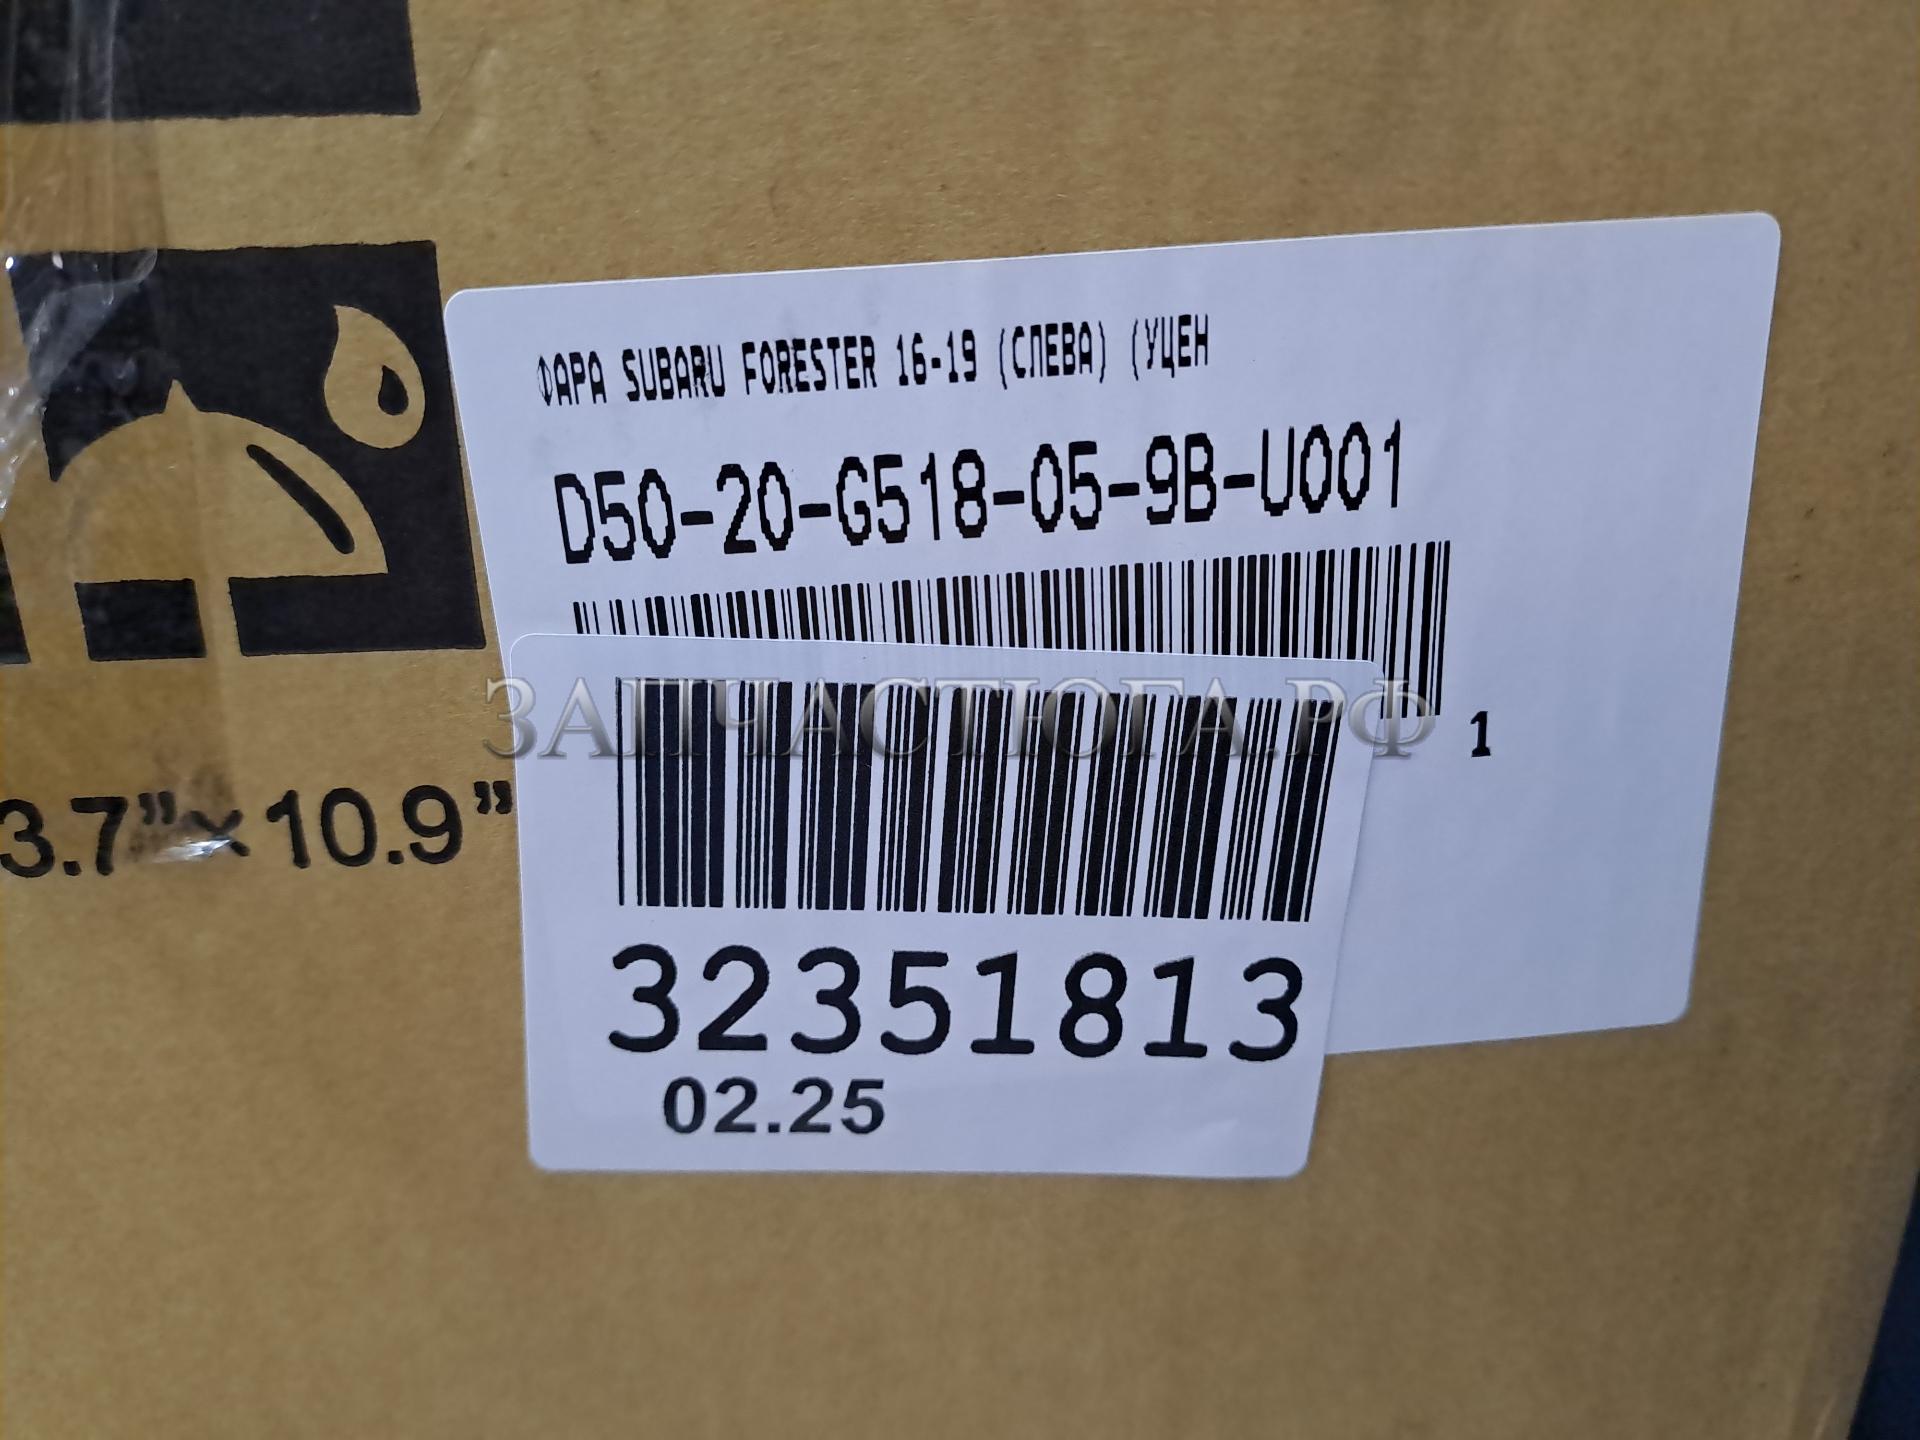 ФАРА SUBARU FORESTER 16-19 (СЛЕВА) (УЦЕН
D50-20-G518-05-9B-U001
ЗАПЧАСТЮГА.РФ
1
3.7"x10.9"
32351813
02.25